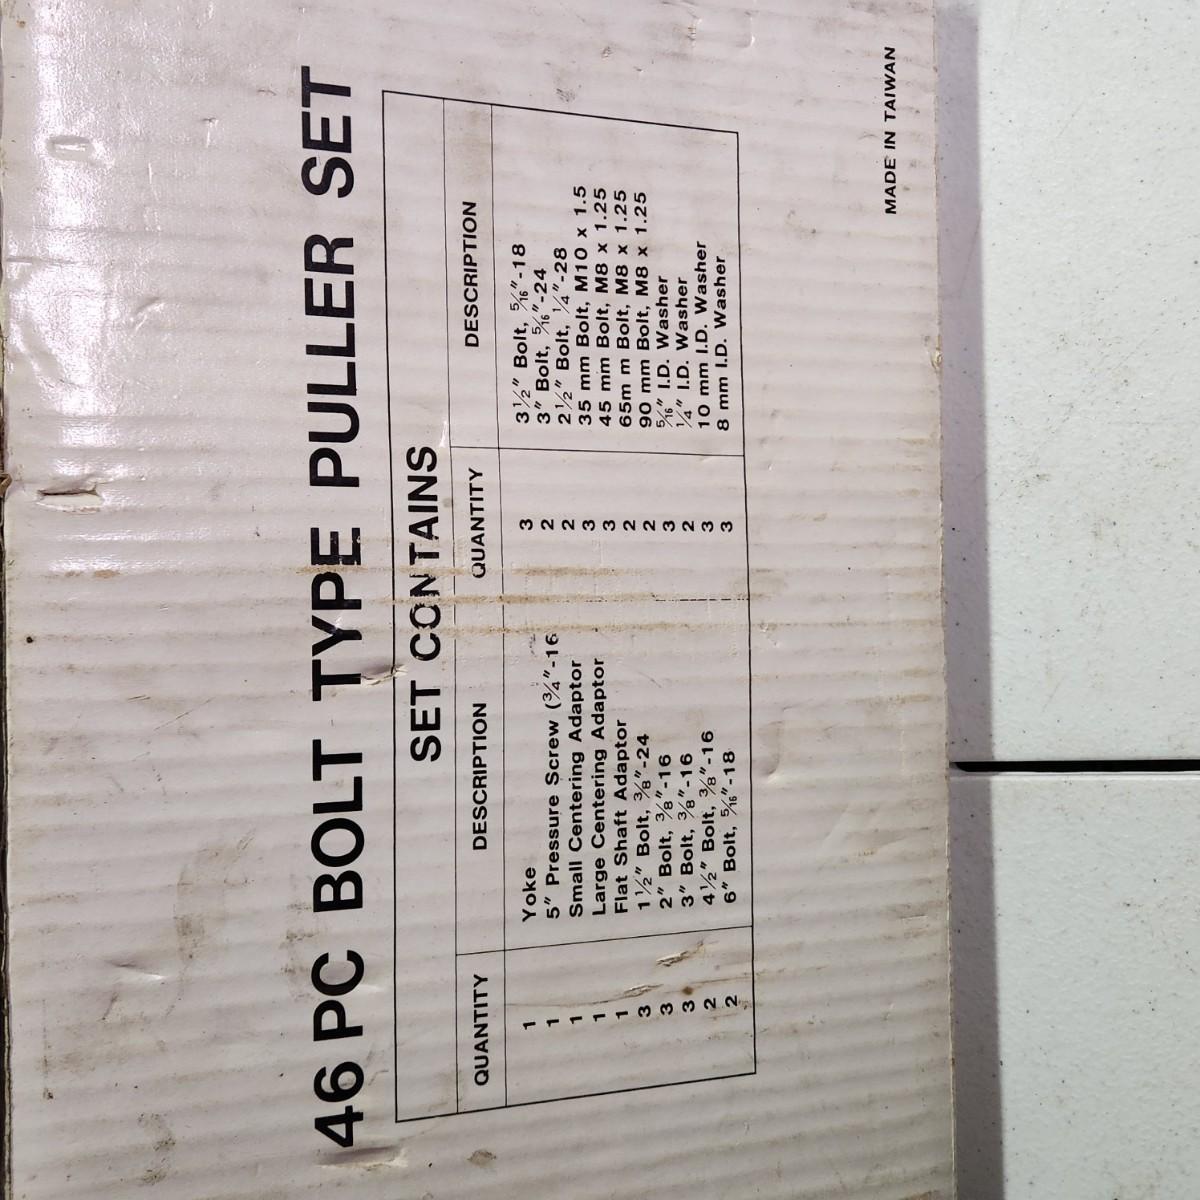 46 PC BOLT TYPE PULLER SET
SET CONTAINS
QUANTITY DESCRIPTION QUANTITY DESCRIPTION
1 Yoke 3 3½" Bolt, 5/16"-18
1 5" Pressure Screw (¾"-16 2 3" Bolt, 5/16"-24
1 Small Centering Adaptor 2 2½" Bolt, ¼"-28
1 Large Centering Adaptor 3 35 mm Bolt, M10 x 1.5
1 Flat Shaft Adaptor 3 45 mm Bolt, M8 x 1.25
3 1½" Bolt, ⅜"-24 2 65m m Bolt, M8 x 1.25
3 2" Bolt, ⅜"-16 2 90 mm Bolt, M8 x 1.25
3 3" Bolt, ⅜"-16 3 5/16" I.D. Washer
2 4½" Bolt, ⅜"-16 2 ¼" I.D. Washer
2 6" Bolt, 5/16"-18 3 10 mm I.D. Washer
3 8 mm I.D. Washer
MADE IN TAIWAN